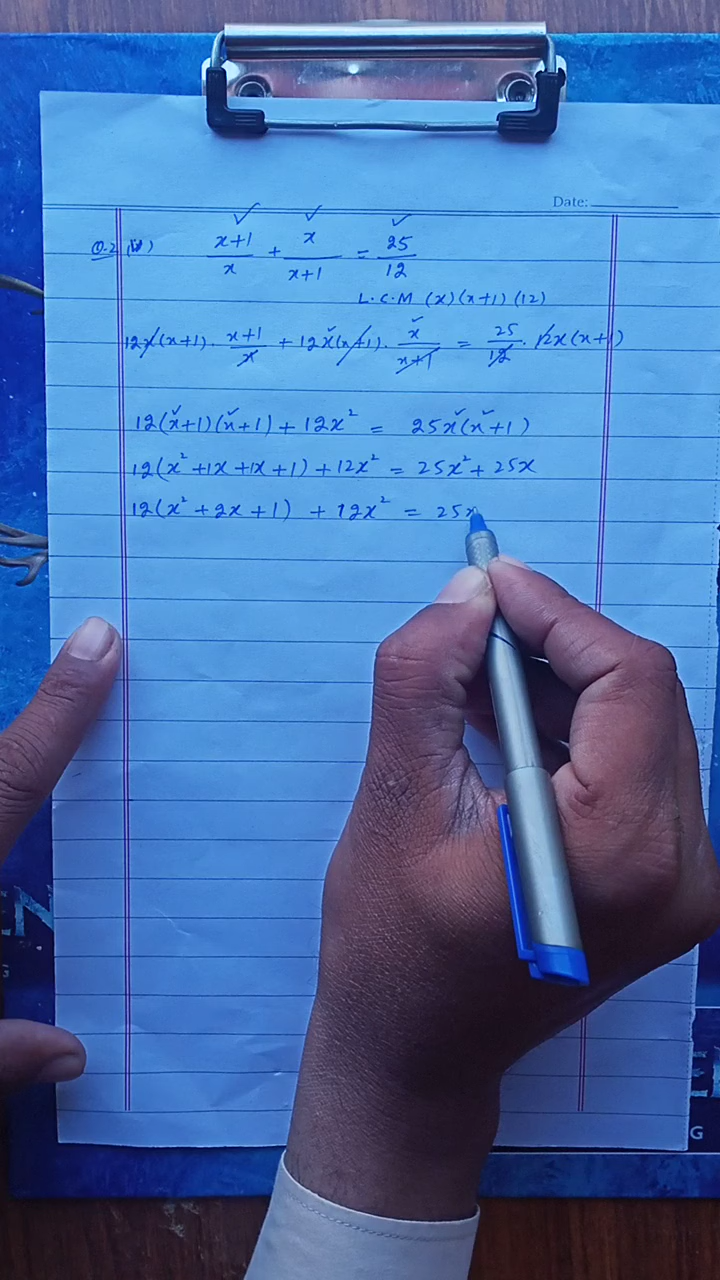 Date:
Q.2 (ii) x+1/x + x/x+1 = 25/12
L.C.M (x)(x+1)(12)
12x(x+1). x+1/x + 12x(x+1). x/x+1 = 25/12 . 12x(x+1)
12(x+1)(x+1) + 12x² = 25x(x+1)
12(x² +1x +1x +1) + 12x² = 25x² + 25x
12(x² + 2x + 1) + 12x² = 25x
G